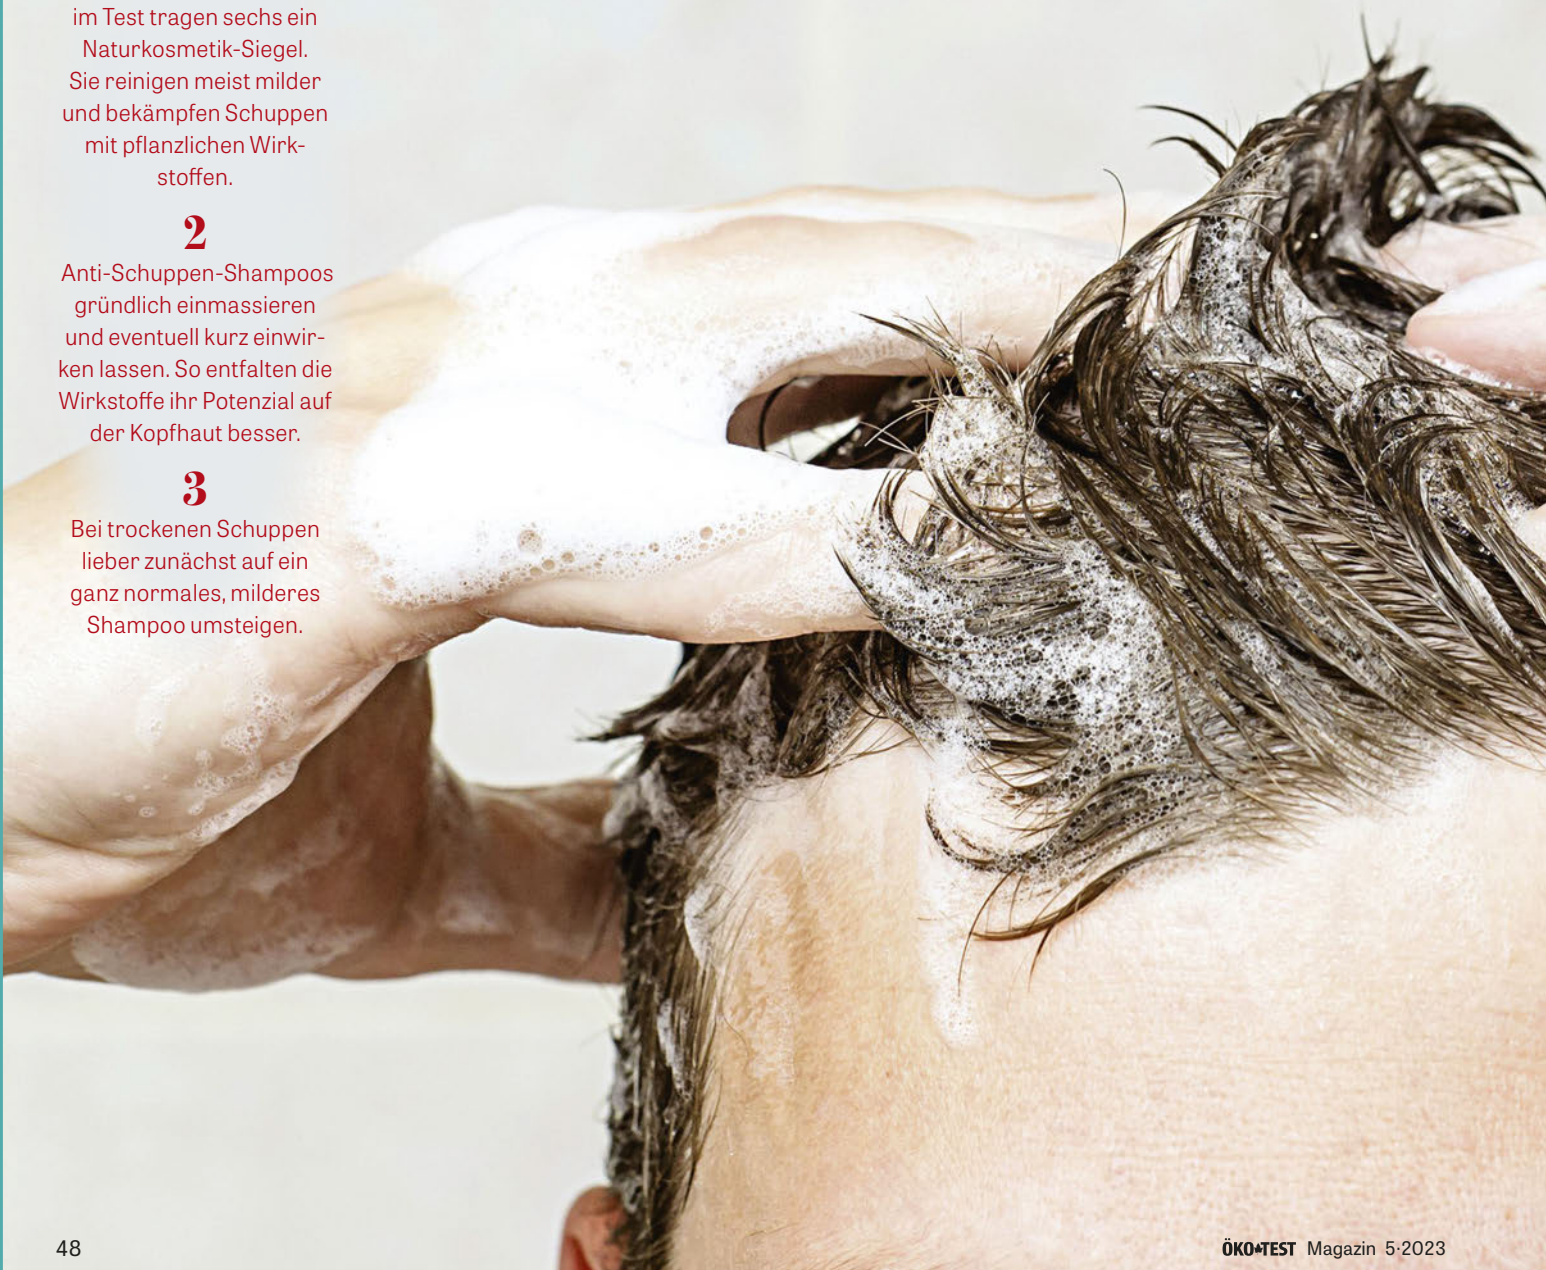 im Test tragen sechs ein
Naturkosmetik-Siegel.
Sie reinigen meist milder
und bekämpfen Schuppen
mit pflanzlichen Wirk-
stoffen.
2
Anti-Schuppen-Shampoos
gründlich einmassieren
und eventuell kurz einwir-
ken lassen. So entfalten die
Wirkstoffe ihr Potenzial auf
der Kopfhaut besser.
3
Bei trockenen Schuppen
lieber zunächst auf ein
ganz normales, milderes
Shampoo umsteigen.
48
ÖKO TEST Magazin 5·2023